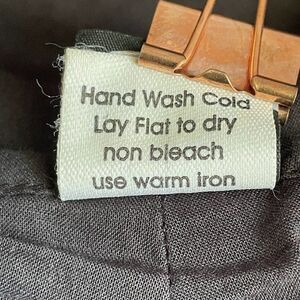 Hand Wash Cold
Lay Flat to dry
non bleach
use warm iron